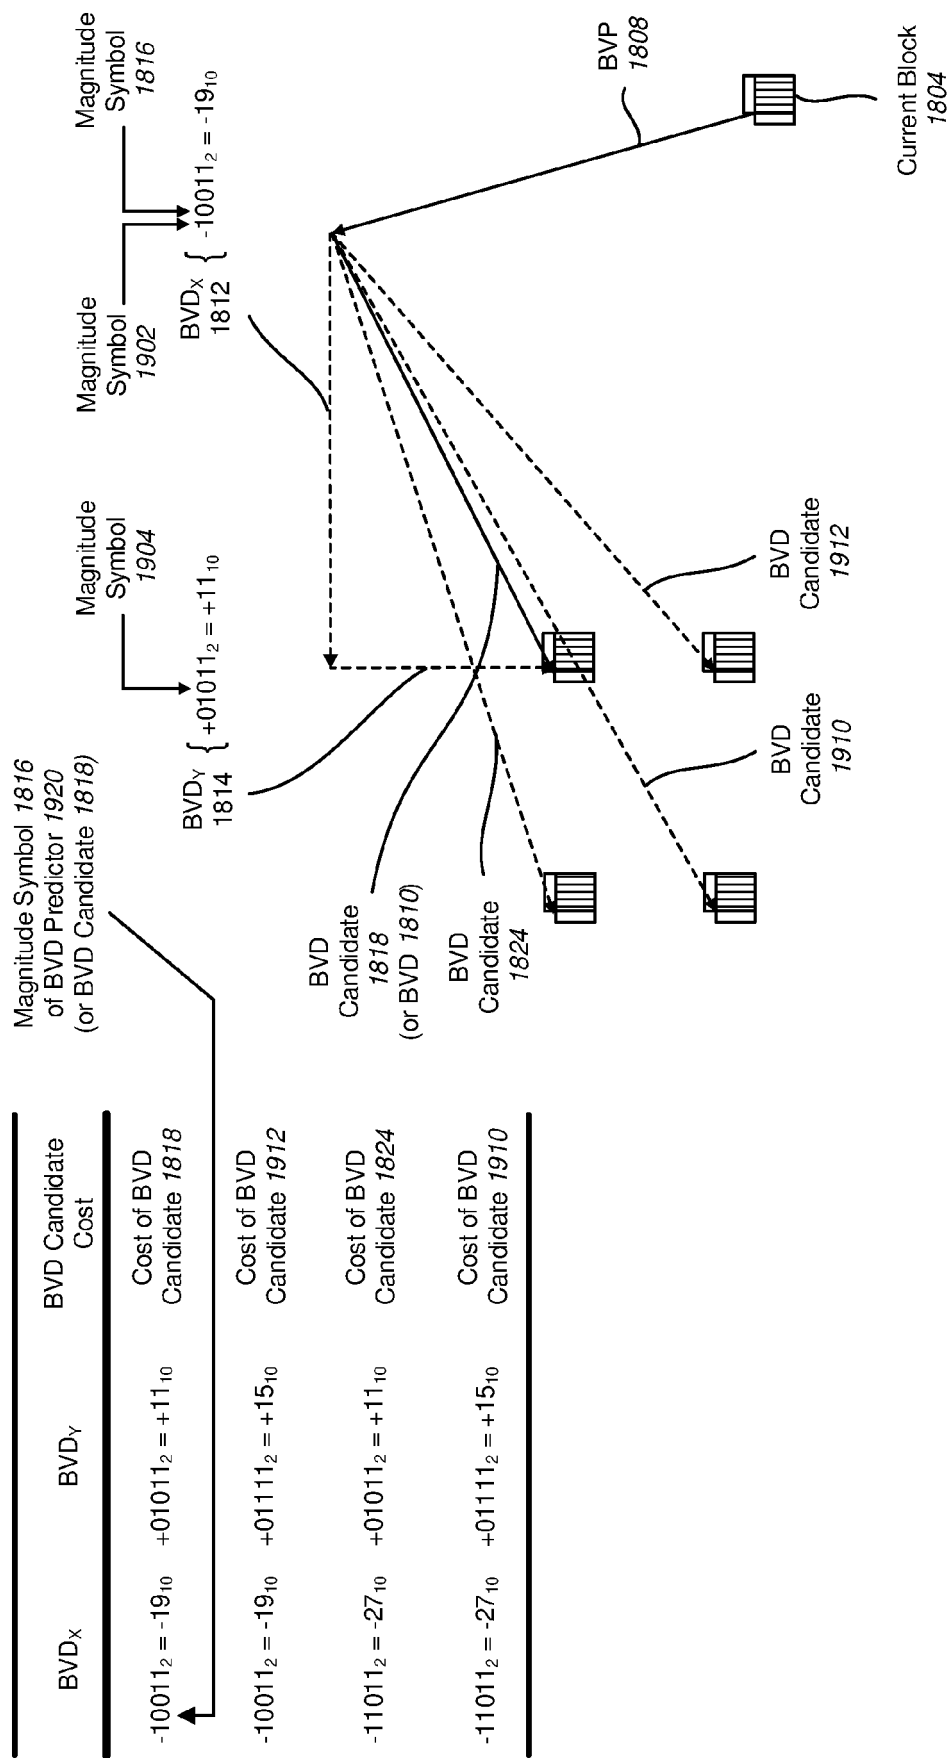 BVDX
BVDY
BVD Candidate
Cost
-100112 = -1910
+010112 = +1110
Cost of BVD
Candidate 1818
-100112 = -1910
+011112 = +1510
Cost of BVD
Candidate 1912
-110112 = -2710
+010112 = +1110
Cost of BVD
Candidate 1824
-110112 = -2710
+011112 = +1510
Cost of BVD
Candidate 1910
Magnitude Symbol 1816
of BVD Predictor 1920
(or BVD Candidate 1818)
Magnitude
Symbol
1904
Magnitude
Symbol
1902
Magnitude
Symbol
1816
BVDY
1814
{ +010112 = +1110
BVDX
1812
{ -100112 = -1910
BVD
Candidate
1818
(or BVD 1810)
BVD
Candidate
1824
BVP
1808
BVD
Candidate
1910
BVD
Candidate
1912
Current Block
1804